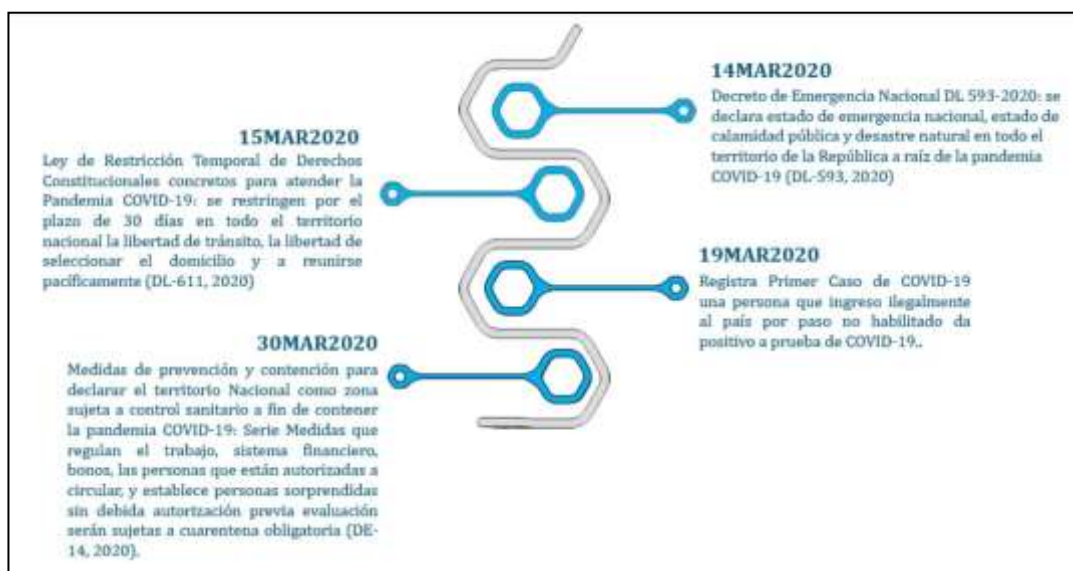 14MAR2020
Decreto de Emergencia Nacional DL 593-2020: se
declara estado de emergencia nacional, estado de
calamidad pública y desastre natural en todo el
territorio de la República a raíz de la pandemia
COVID-19 (DL-593, 2020)
15MAR2020
Ley de Restricción Temporal de Derechos
Constitucionales concretos para atender la
Pandemia COVID-19: se restringen por el
plazo de 30 días en todo el territorio
nacional la libertad de tránsito, la libertad de
seleccionar el domicilio y a reunirse
pacíficamente (DL-611, 2020)
19MAR2020
Registra Primer Caso de COVID-19
una persona que ingreso ilegalmente
al país por paso no habilitado da
positivo a prueba de COVID-19..
30MAR2020
Medidas de prevención y contención para
declarar el territorio Nacional como zona
sujeta a control sanitario a fin de contener
la pandemia COVID-19: Serie Medidas que
regulan el trabajo, sistema financiero,
bonos, las personas que están autorizadas a
circular, y establece personas sorprendidas
sin debida autorización previa evaluación
serán sujetas a cuarentena obligatoria (DE-
14, 2020).